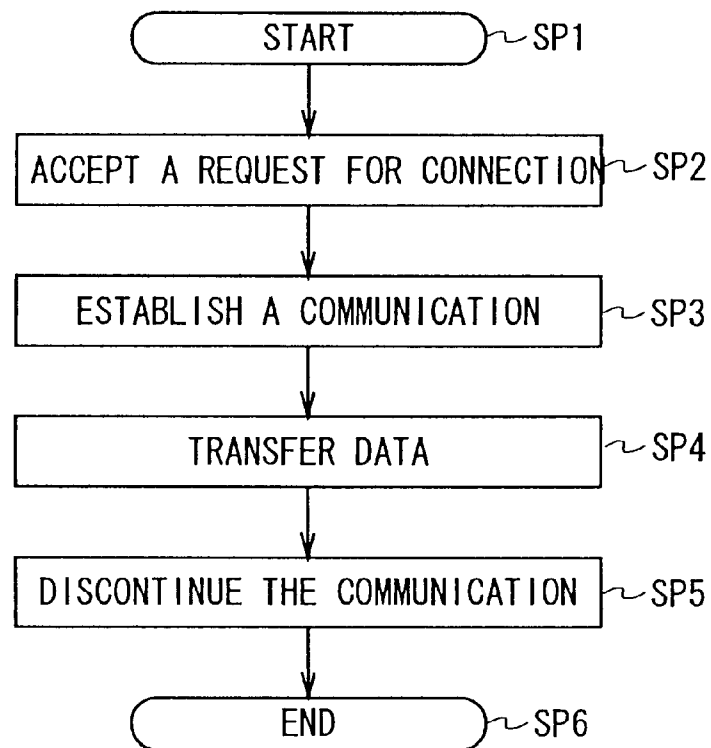 START SP1
ACCEPT A REQUEST FOR CONNECTION SP2
ESTABLISH A COMMUNICATION SP3
TRANSFER DATA SP4
DISCONTINUE THE COMMUNICATION SP5
END SP6